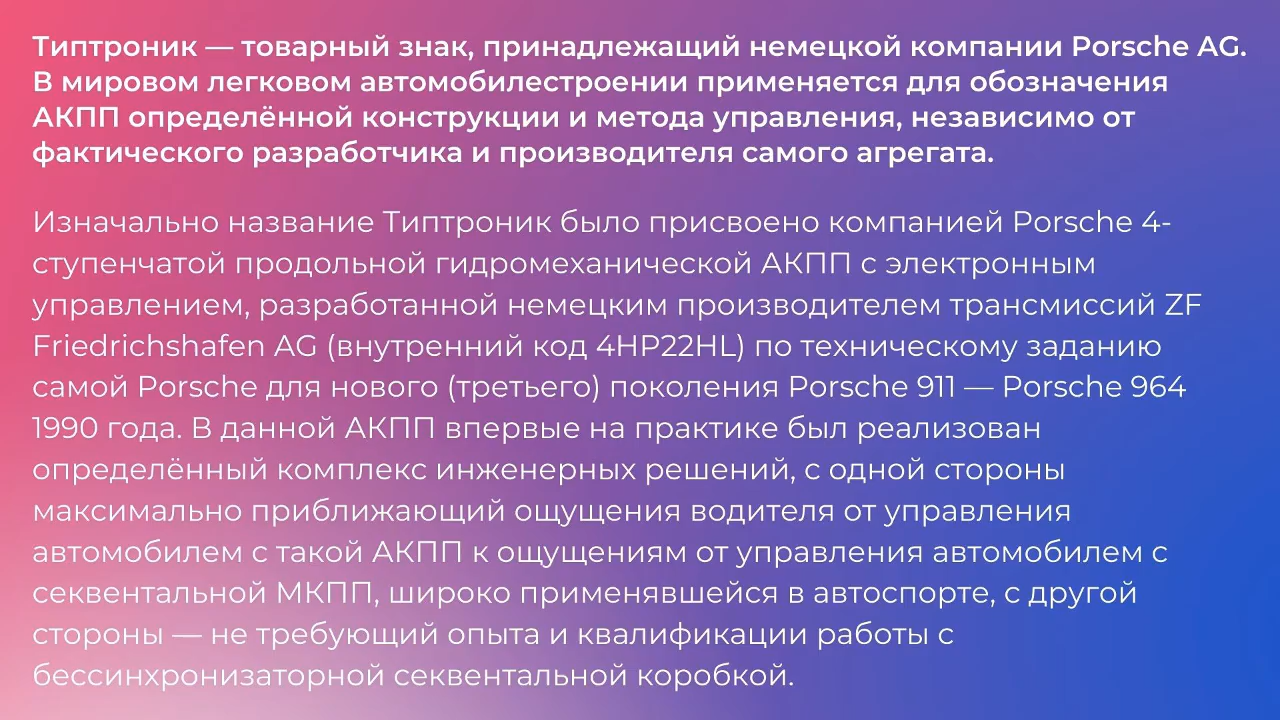 Типтроник — товарный знак, принадлежащий немецкой компании Porsche AG.
В мировом легковом автомобилестроении применяется для обозначения
АКПП определённой конструкции и метода управления, независимо от
фактического разработчика и производителя самого агрегата.
Изначально название Типтроник было присвоено компанией Porsche 4-
ступенчатой продольной гидромеханической АКПП с электронным
управлением, разработанной немецким производителем трансмиссий ZF
Friedrichshafen AG (внутренний код 4HP22HL) по техническому заданию
самой Porsche для нового (третьего) поколения Porsche 911 — Porsche 964
1990 года. В данной АКПП впервые на практике был реализован
определённый комплекс инженерных решений, с одной стороны
максимально приближающий ощущения водителя от управления
автомобилем с такой АКПП к ощущениям от управления автомобилем с
секвентальной МКПП, широко применявшейся в автоспорте, с другой
стороны — не требующий опыта и квалификации работы с
бессинхронизаторной секвентальной коробкой.